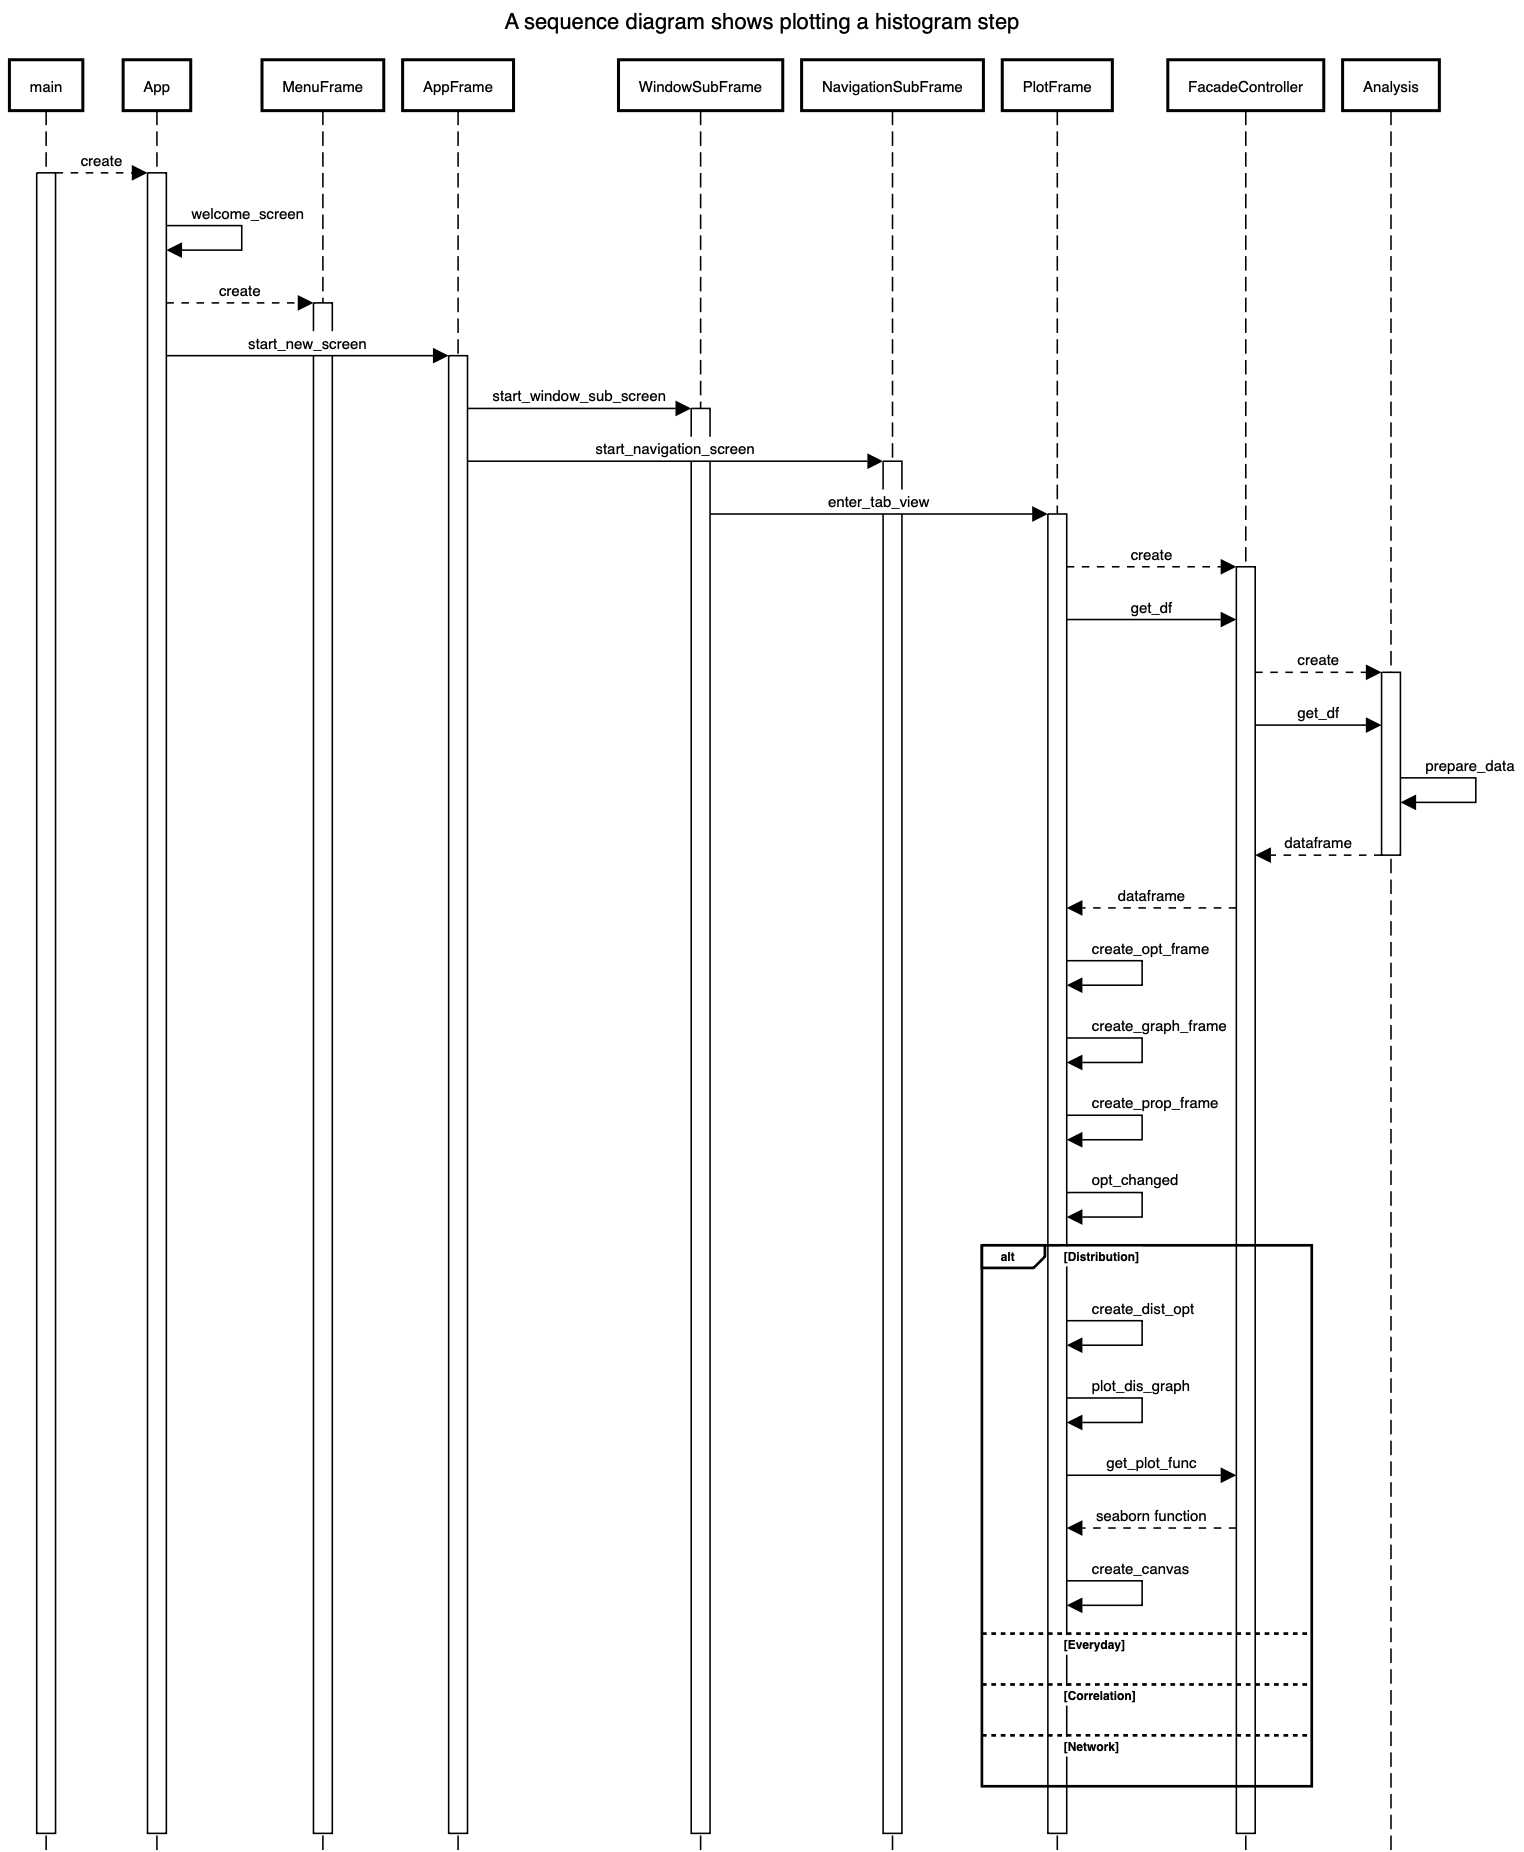 A sequence diagram shows plotting a histogram step
main
App
MenuFrame
AppFrame
WindowSubFrame
NavigationSubFrame
PlotFrame
FacadeController
Analysis
create
welcome_screen
create
start_new_screen
start_window_sub_screen
start_navigation_screen
enter_tab_view
create
get_df
create
get_df
prepare_data
dataframe
dataframe
create_opt_frame
create_graph_frame
create_prop_frame
opt_changed
alt
[Distribution]
create_dist_opt
plot_dis_graph
get_plot_func
seaborn function
create_canvas
[Everyday]
[Correlation]
[Network]